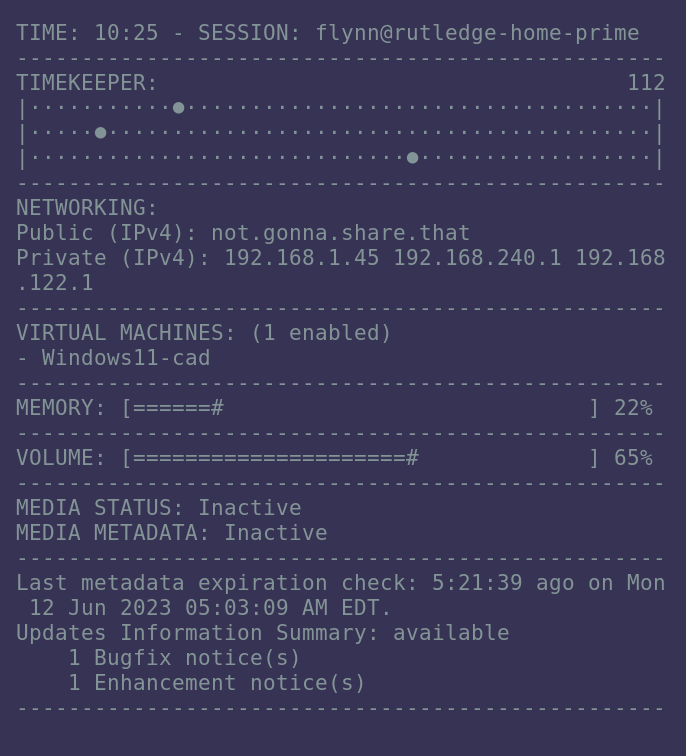 TIME: 10:25 - SESSION: flynn@rutledge-home-prime
--------------------------------------------------
TIMEKEEPER:                                    112
|···········●····································|
|·····●··········································|
|·····························●··················|
--------------------------------------------------
NETWORKING:
Public (IPv4): not.gonna.share.that
Private (IPv4): 192.168.1.45 192.168.240.1 192.168
.122.1
--------------------------------------------------
VIRTUAL MACHINES: (1 enabled)
- Windows11-cad
--------------------------------------------------
MEMORY: [======#                            ] 22%
--------------------------------------------------
VOLUME: [=====================#             ] 65%
--------------------------------------------------
MEDIA STATUS: Inactive
MEDIA METADATA: Inactive
--------------------------------------------------
Last metadata expiration check: 5:21:39 ago on Mon
 12 Jun 2023 05:03:09 AM EDT.
Updates Information Summary: available
    1 Bugfix notice(s)
    1 Enhancement notice(s)
--------------------------------------------------